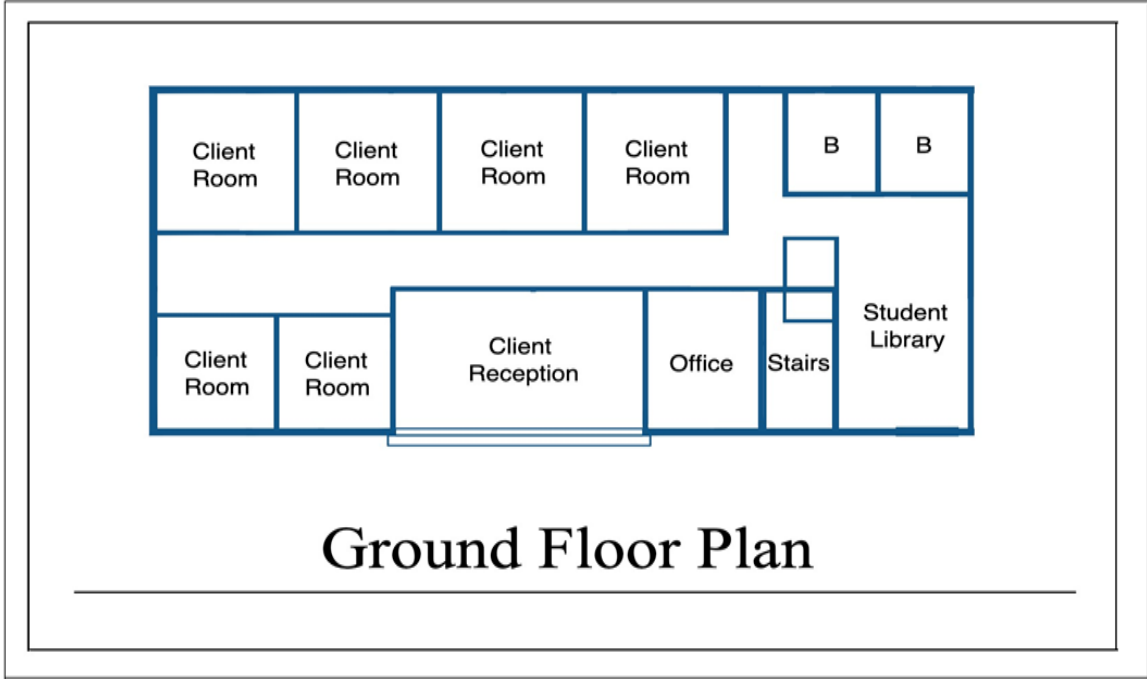 Client
Room
Client
Room
Client
Room
Client
Room
B
B
Student
Library
Client
Room
Client
Room
Client
Reception
Office
Stairs
Ground Floor Plan